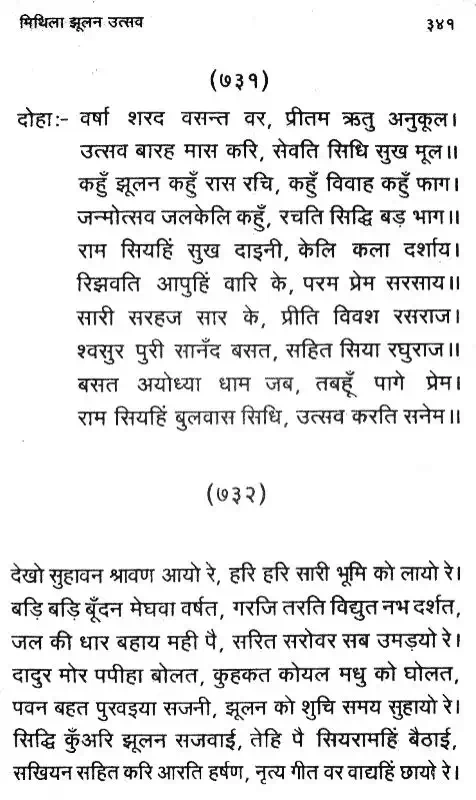 मिथिला झूलन उत्सव ३४१
(७३१)
दोहा:- वर्षा शरद वसन्त वर, प्रीतम ऋतु अनुकूल।
उत्सव बारह मास करि, सेवति सिधि सुख मूल॥
कहुँ झूलन कहुँ रास रचि, कहुँ विवाह कहुँ फाग।
जन्मोत्सव जलकेलि कहुँ, रचति सिद्धि बड़ भाग॥
राम सियहिं सुख दाइनी, केलि कला दर्शाय।
रिझवति आपुहिं वारि के, परम प्रेम सरसाय॥
सारी सरहज सार के, प्रीति विवश रसराज।
श्वसुर पुरी सानँद बसत, सहित सिया रघुराज॥
बसत अयोध्या धाम जब, तबहूँ पागे प्रेम।
राम सियहिं बुलवास सिधि, उत्सव करति सनेम॥
(७३२)
देखो सुहावन श्रावण आयो रे, हरि हरि सारी भूमि को लायो रे।
बड़ि बड़ि बूँदन मेघवा वर्षत, गरजि तरति विद्युत नभ दर्शत,
जल की धार बहाय मही पै, सरित सरोवर सब उमड़यो रे।
दादुर मोर पपीहा बोलत, कुहकत कोयल मधु को घोलत,
पवन बहत पुरवइया सजनी, झूलन को शुचि समय सुहायो रे।
सिद्धि कुँअरि झूलन सजवाई, तेहि पै सियरामहिं बैठाई,
सखियन सहित करि आरति हर्षण, नृत्य गीत वर वाद्यहिं छायो रे।